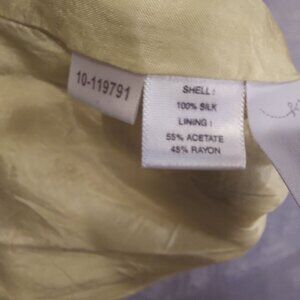 10-119791
SHELL:
100% SILK
LINING:
55% ACETATE
45% RAYON